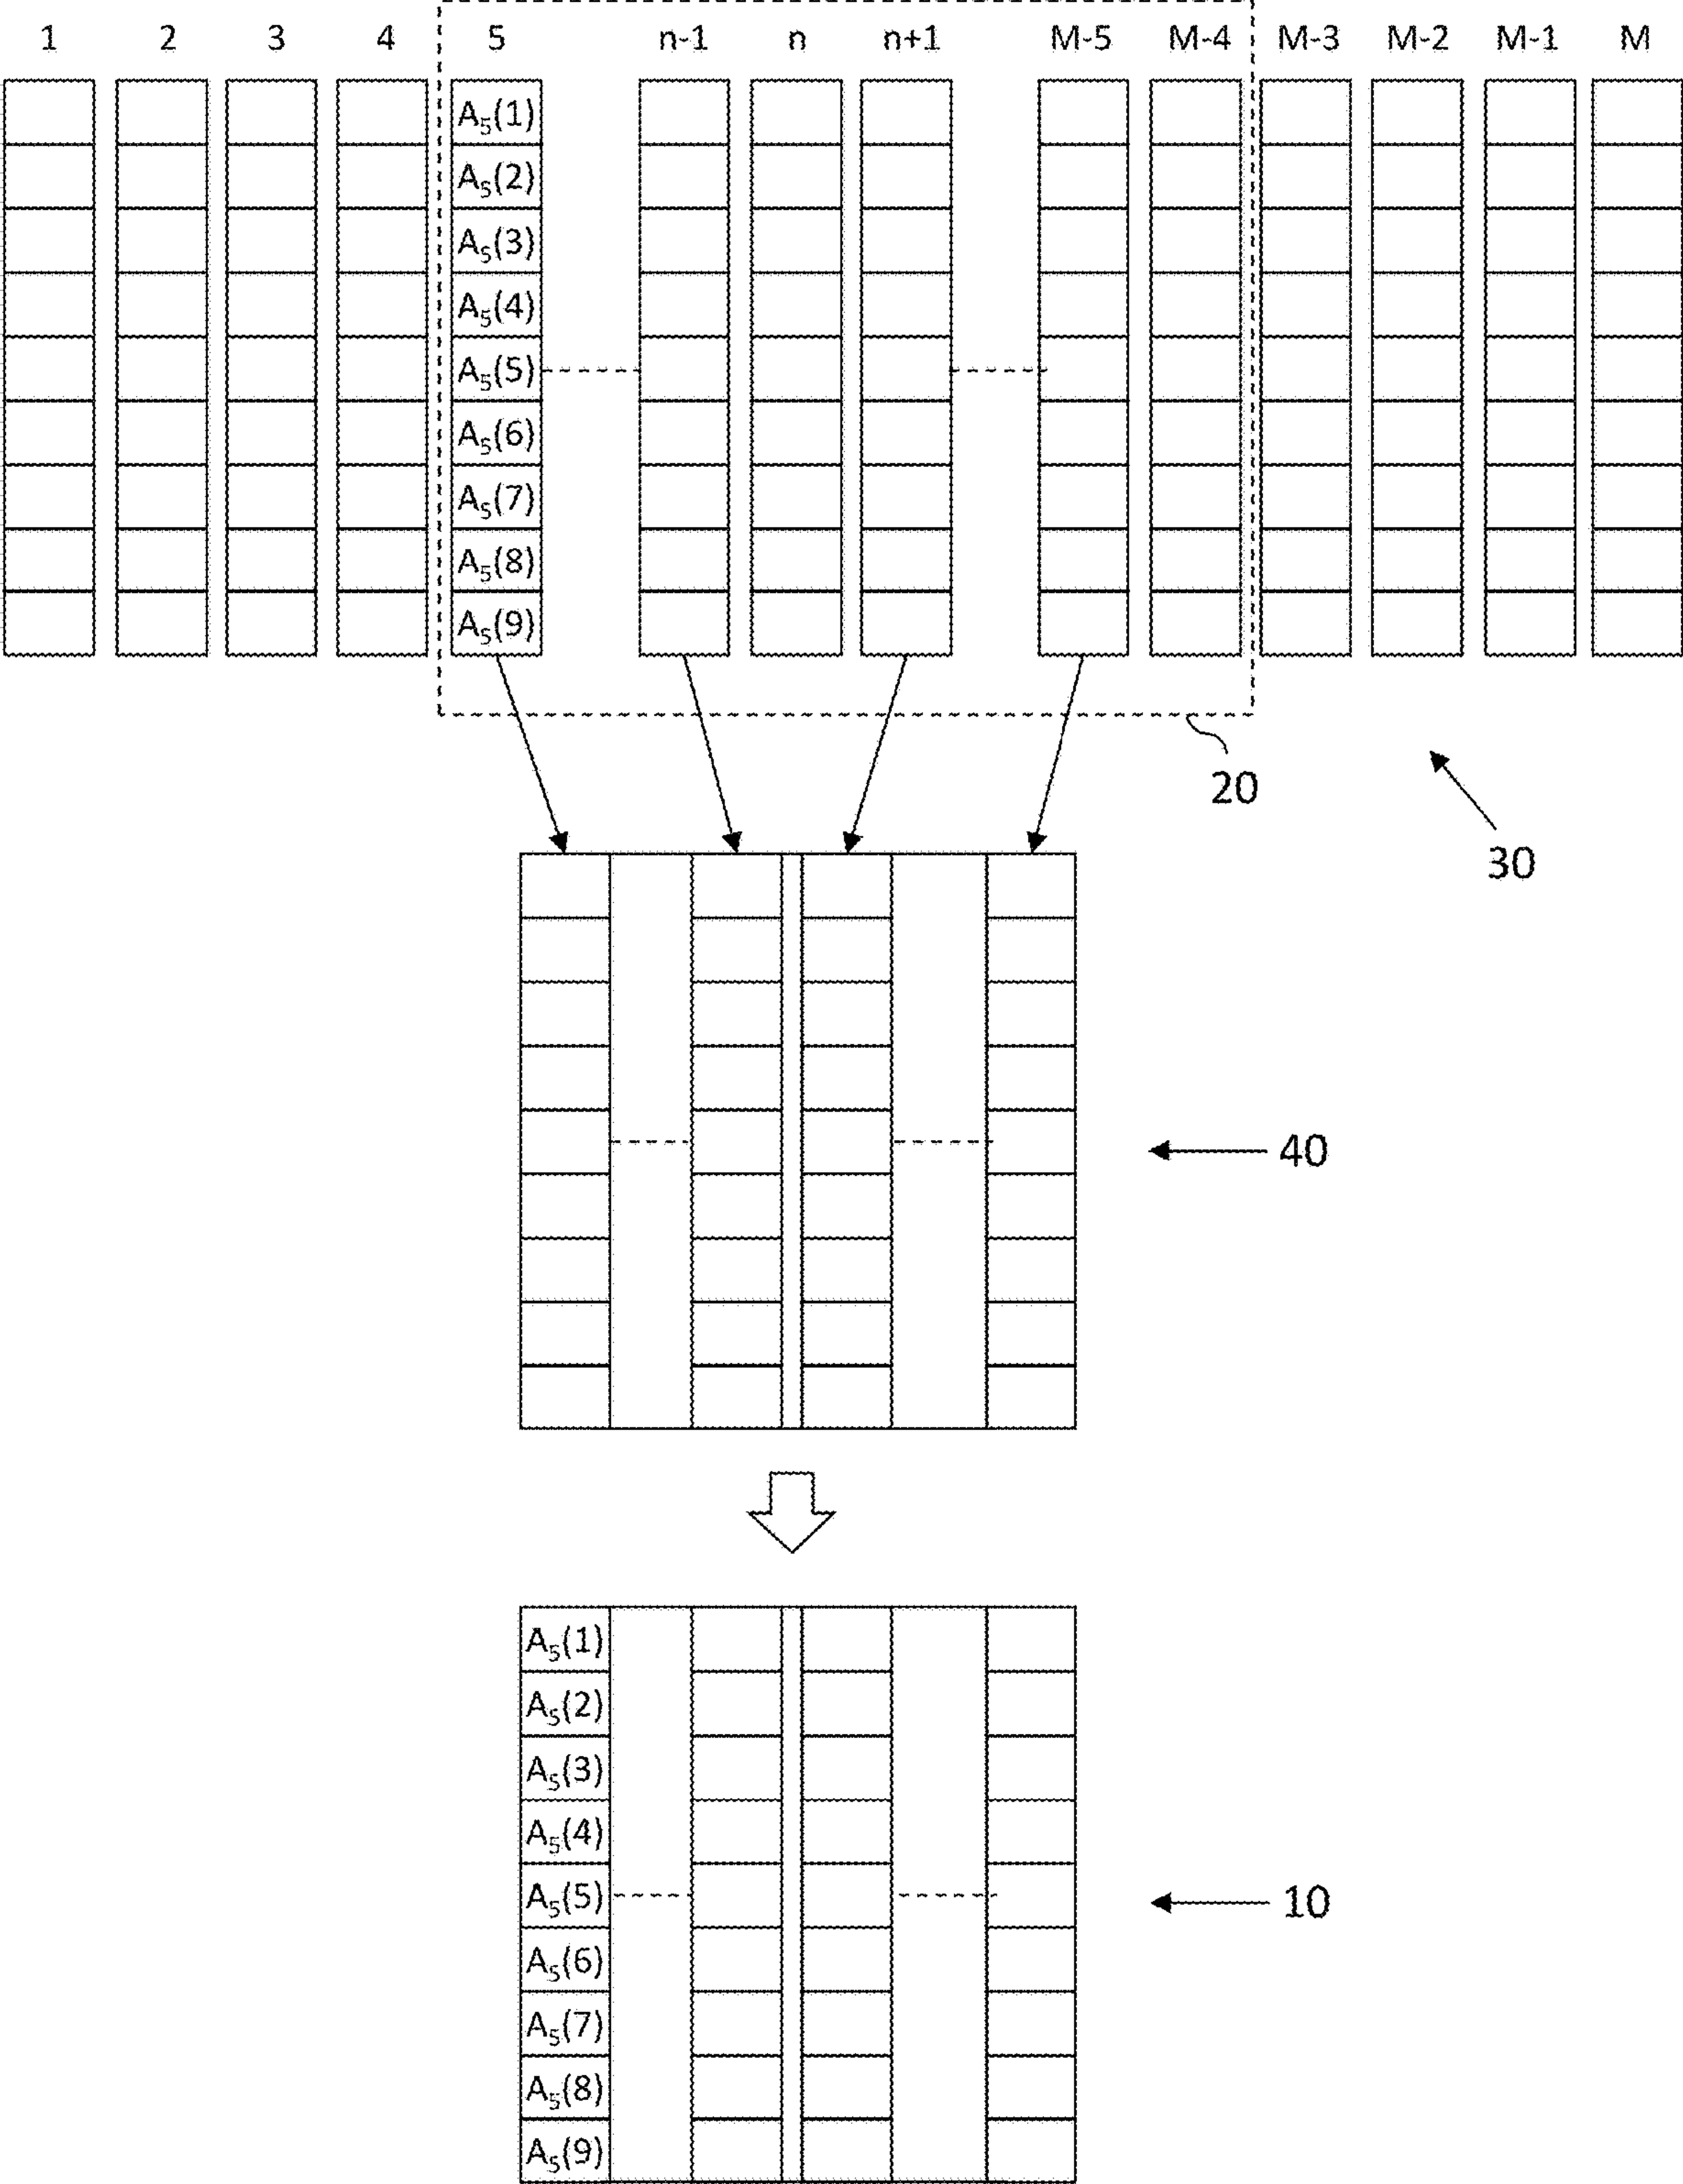 1 2 3 4 5 n-1 n n+1 M-5 M-4 M-3 M-2 M-1 M
A₅(1)
A₅(2)
A₅(3)
A₅(4)
A₅(5)
A₅(6)
A₅(7)
A₅(8)
A₅(9)
20
30
40
A₅(1)
A₅(2)
A₅(3)
A₅(4)
A₅(5)
10
A₅(6)
A₅(7)
A₅(8)
A₅(9)